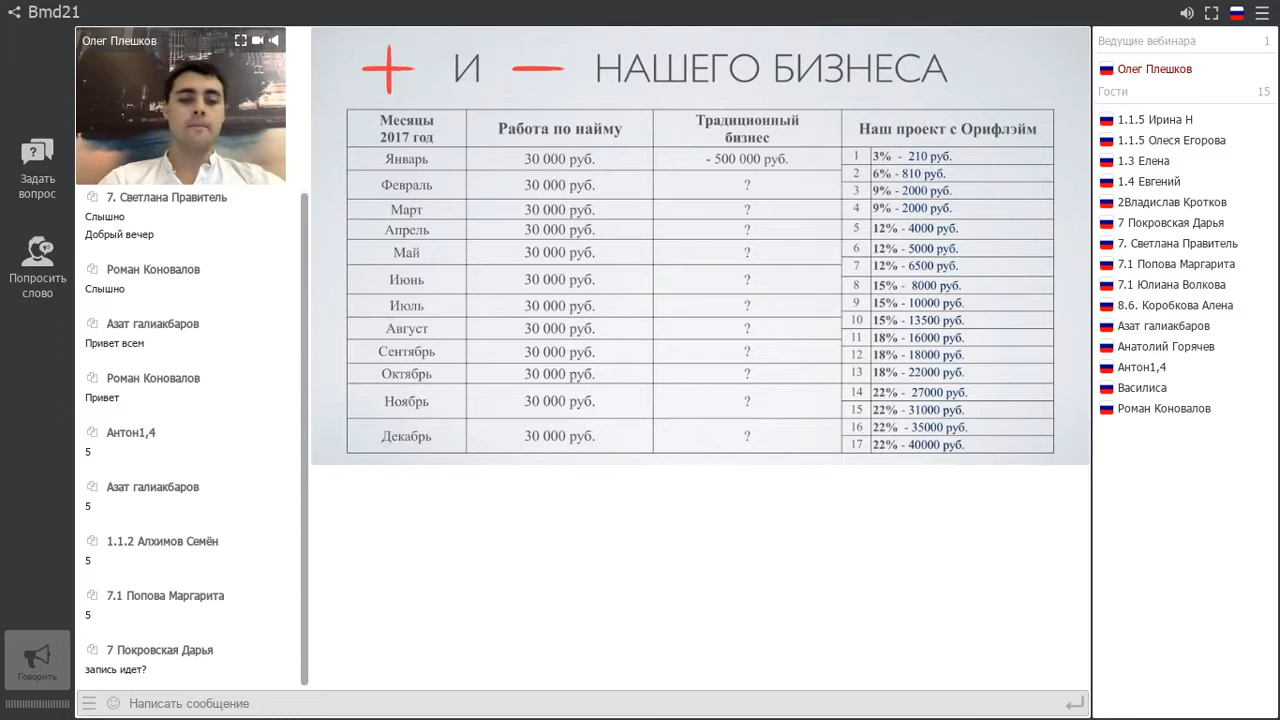 Bmd21
Олег Плешков
Задать
вопрос
Попросить
слово
Говорить
7. Светлана Правитель
Слышно
Добрый вечер
Роман Коновалов
Слышно
Азат галиакбаров
Привет всем
Роман Коновалов
Привет
Антон1,4
5
Азат галиакбаров
5
1.1.2 Алхимов Семён
5
7.1 Попова Маргарита
5
7 Покровская Дарья
запись идет?
Написать сообщение
+ И − НАШЕГО БИЗНЕСА
Месяцы
2017 год
Работа по найму
Традиционный
бизнес
Наш проект с Орифлэйм
Январь 30 000 руб. - 500 000 руб.
Февраль 30 000 руб. ?
Март 30 000 руб. ?
Апрель 30 000 руб. ?
Май 30 000 руб. ?
Июнь 30 000 руб. ?
Июль 30 000 руб. ?
Август 30 000 руб. ?
Сентябрь 30 000 руб. ?
Октябрь 30 000 руб. ?
Ноябрь 30 000 руб. ?
Декабрь 30 000 руб. ?
1 3% - 210 руб.
2 6% - 810 руб.
3 9% - 2000 руб.
4 9% - 2000 руб.
5 12% - 4000 руб.
6 12% - 5000 руб.
7 12% - 6500 руб.
8 15% - 8000 руб.
9 15% - 10000 руб.
10 15% - 13500 руб.
11 18% - 16000 руб.
12 18% - 18000 руб.
13 18% - 22000 руб.
14 22% - 27000 руб.
15 22% - 31000 руб.
16 22% - 35000 руб.
17 22% - 40000 руб.
Ведущие вебинара 1
Олег Плешков
Гости 15
1.1.5 Ирина Н
1.1.5 Олеся Егорова
1.3 Елена
1.4 Евгений
2Владислав Кротков
7 Покровская Дарья
7. Светлана Правитель
7.1 Попова Маргарита
7.1 Юлиана Волкова
8.6. Коробкова Алена
Азат галиакбаров
Анатолий Горячев
Антон1,4
Василиса
Роман Коновалов